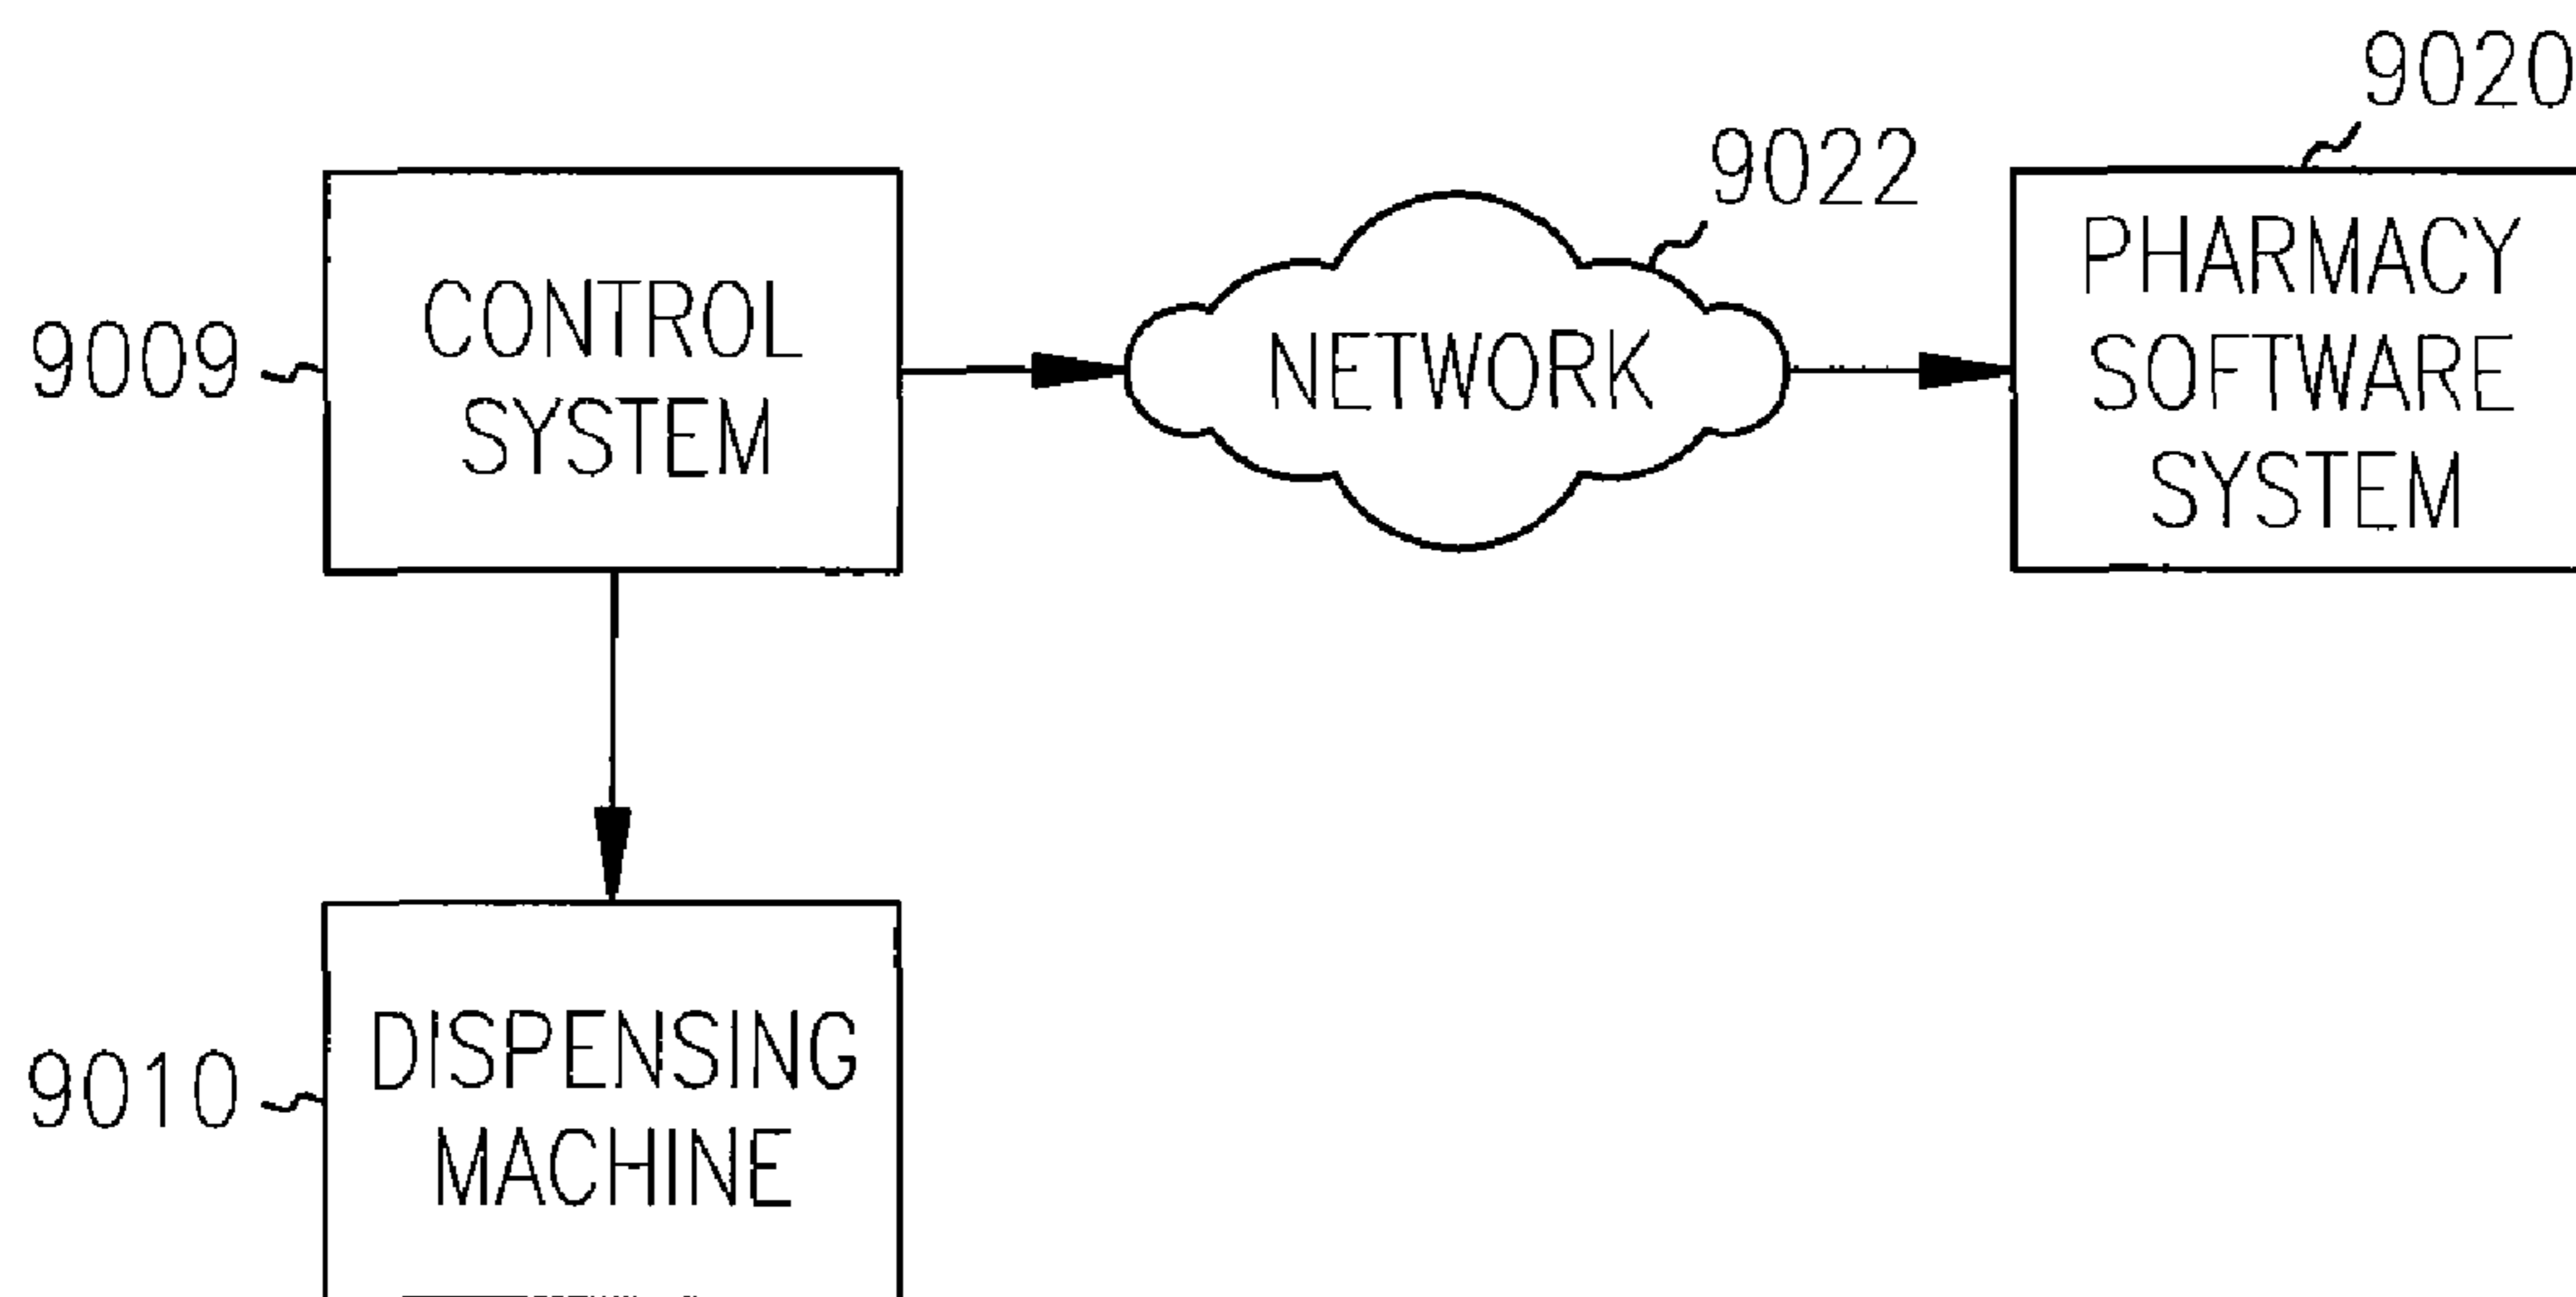 9020
9022
PHARMACY
SOFTWARE
SYSTEM
CONTROL
SYSTEM
NETWORK
9009
DISPENSING
MACHINE
9010